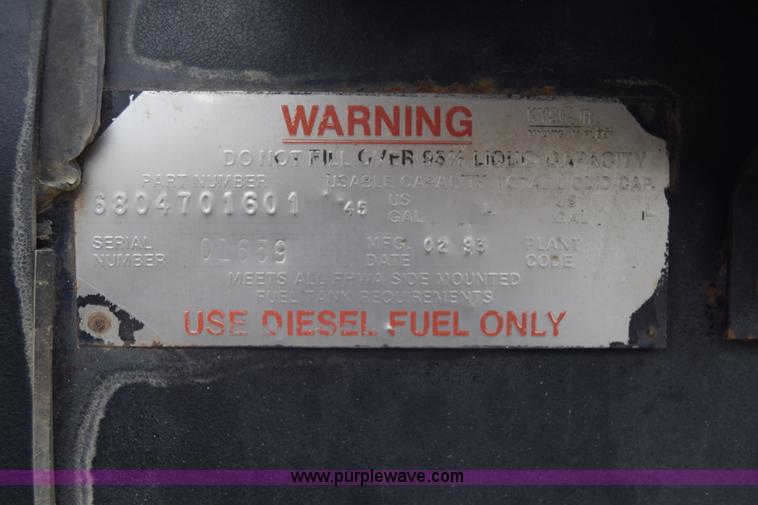 WARNING
DO NOT FILL OVER 95% LIQUID CAPACITY
PART NUMBER USABLE CAPACITY TOTAL LIQUID CAP.
6804701601 45 US GAL L US GAL L
SERIAL NUMBER 01639 MFG. DATE 02 93 PLANT CODE
MEETS ALL FHWA SIDE MOUNTED
FUEL TANK REQUIREMENTS
USE DIESEL FUEL ONLY
www.purplewave.com